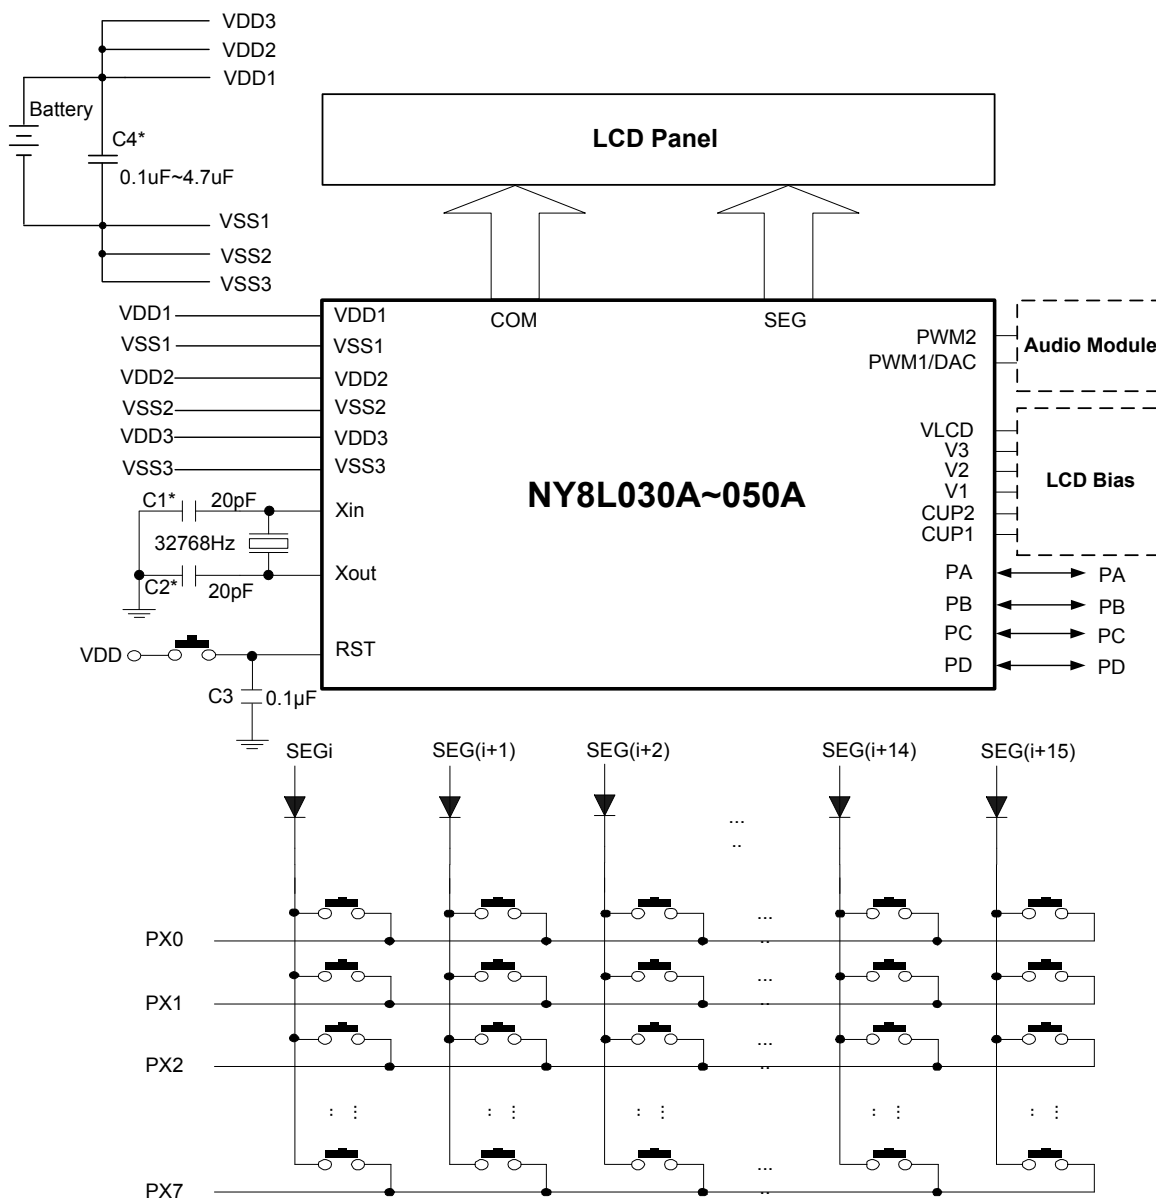 VDD3
VDD2
VDD1
Battery
C4*
0.1uF~4.7uF
VSS1
VSS2
VSS3
LCD Panel
VDD1 VDD1
VSS1 VSS1
VDD2 VDD2
VSS2 VSS2
VDD3 VDD3
VSS3 VSS3
COM SEG
PWM2
PWM1/DAC
Audio Module
VLCD
V3
V2
V1
CUP2
CUP1
LCD Bias
NY8L030A~050A
C1* 20pF Xin
32768Hz
C2* 20pF Xout
PA PA
PB PB
PC PC
PD PD
VDD RST
C3 0.1µF
SEGi SEG(i+1) SEG(i+2) SEG(i+14) SEG(i+15)
...
..
...
PX0 ..
...
PX1 ..
...
PX2 ..
: ⋮ : ⋮ : ⋮ : ⋮ : ⋮
...
PX7 ..